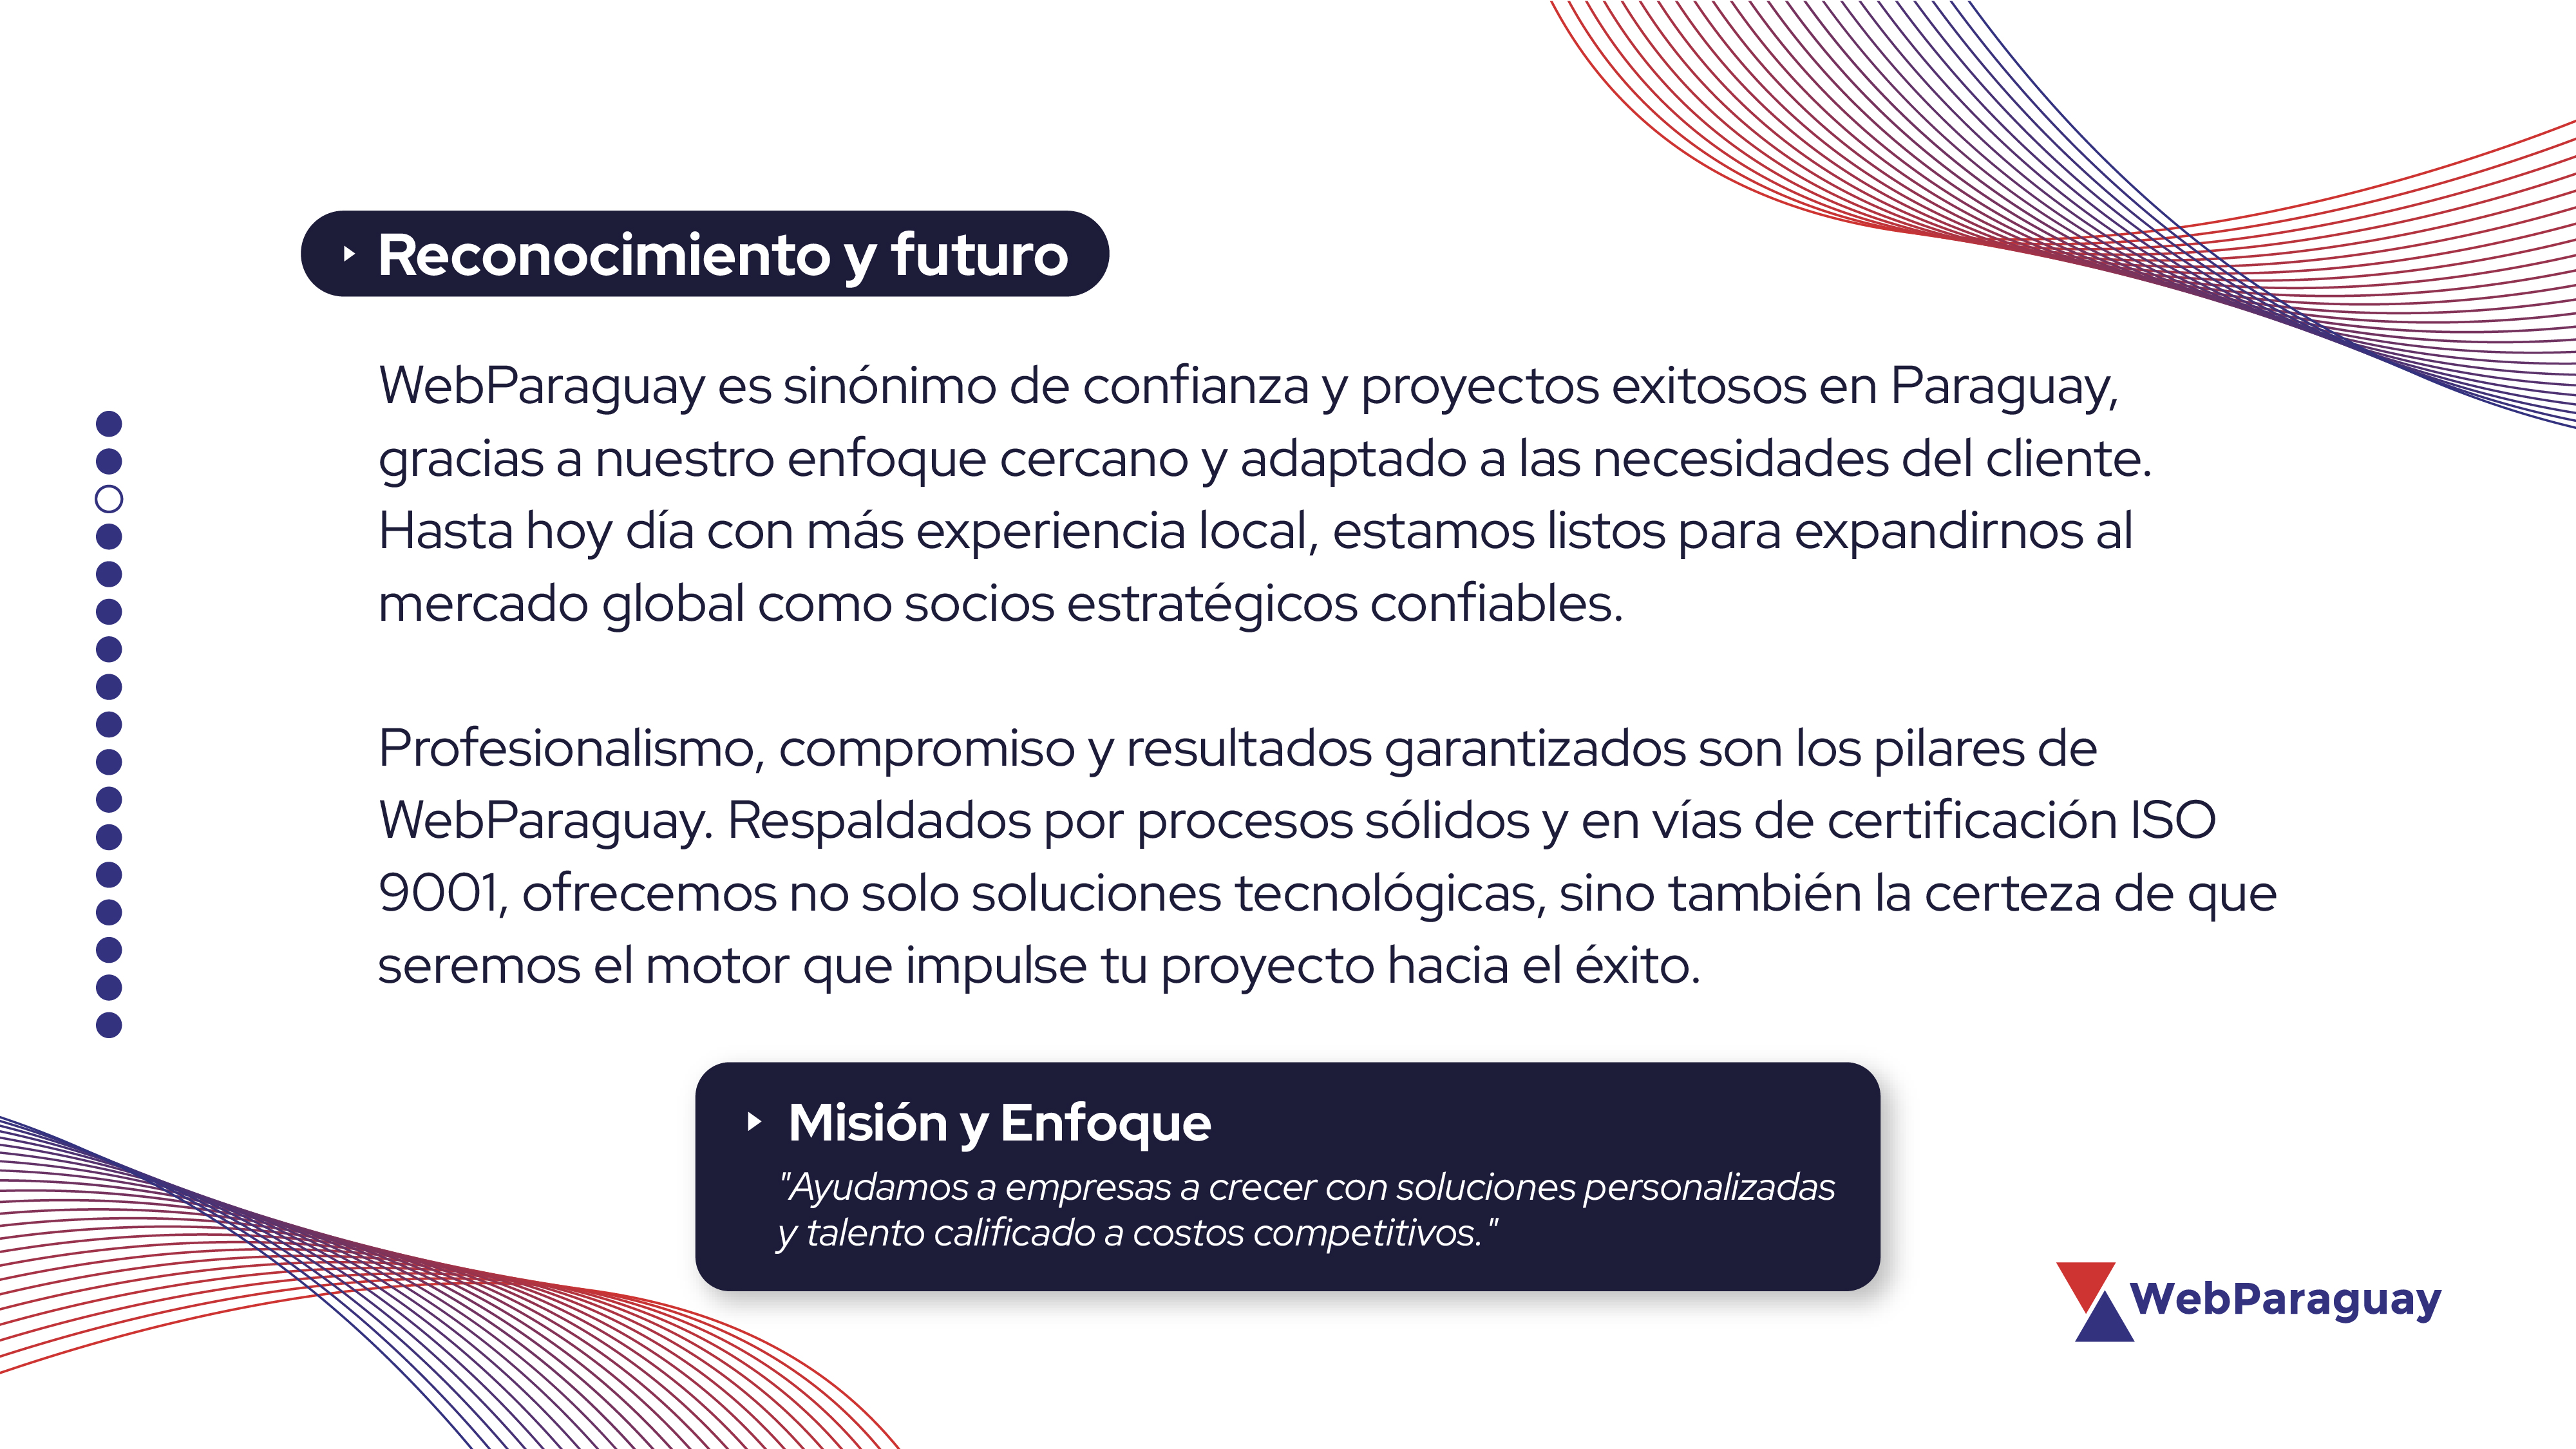 Reconocimiento y futuro
WebParaguay es sinónimo de confianza y proyectos exitosos en Paraguay,
gracias a nuestro enfoque cercano y adaptado a las necesidades del cliente.
Hasta hoy día con más experiencia local, estamos listos para expandirnos al
mercado global como socios estratégicos confiables.
Profesionalismo, compromiso y resultados garantizados son los pilares de
WebParaguay. Respaldados por procesos sólidos y en vías de certificación ISO
9001, ofrecemos no solo soluciones tecnológicas, sino también la certeza de que
seremos el motor que impulse tu proyecto hacia el éxito.
Misión y Enfoque
"Ayudamos a empresas a crecer con soluciones personalizadas
y talento calificado a costos competitivos."
WebParaguay